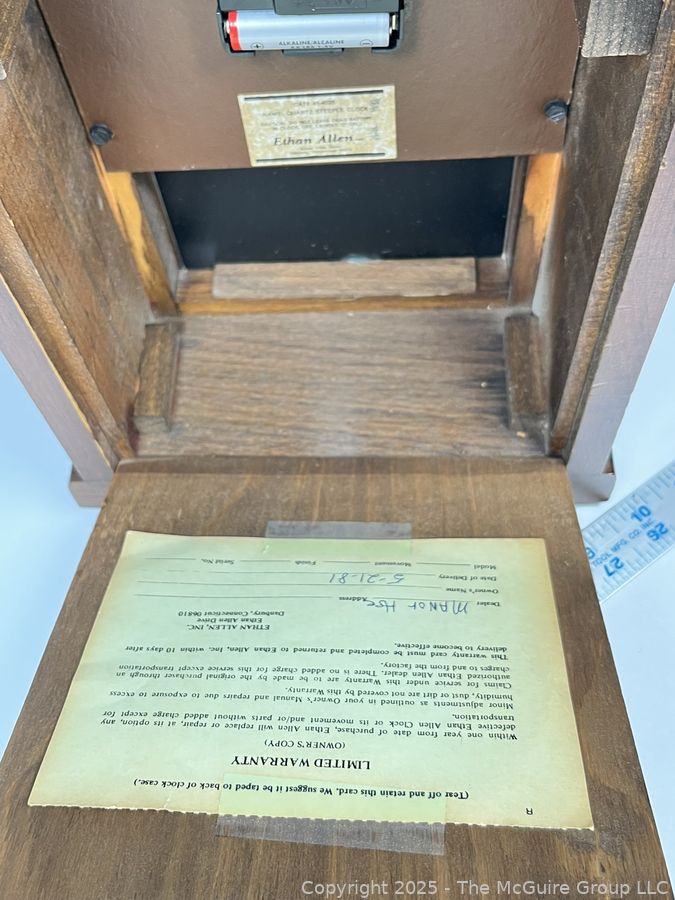 ALKALINE/ALCALINE
Ethan Allen
(Tear off and retain this card. We suggest it be taped to back of clock case.)
R
LIMITED WARRANTY
(OWNER'S COPY)
Within one year from date of purchase, Ethan Allen will replace or repair, at its option, any
defective Ethan Allen Clock or its movement and/or parts without added charge except for
transportation.
Minor adjustments as outlined in your Owner's Manual and repair due to exposure to excess
humidity, dust or dirt are not covered by this Warranty.
Claims for service under this Warranty are to be made by the original purchaser through an
authorized Ethan Allen dealer. There is no added charge for this service except transportation
charges to and from the factory.
This warranty card must be completed and returned to Ethan Allen, Inc. within 10 days after
delivery to become effective.
ETHAN ALLEN, INC.
Ethan Allen Drive
Danbury, Connecticut 06810
Dealer Manor Hse Address
Owner's Name
Date of Delivery 5-21-81
Model Movement Finish Serial No.
10
TOOL MFG. CO. INC
92
27
Copyright 2025 - The McGuire Group LLC